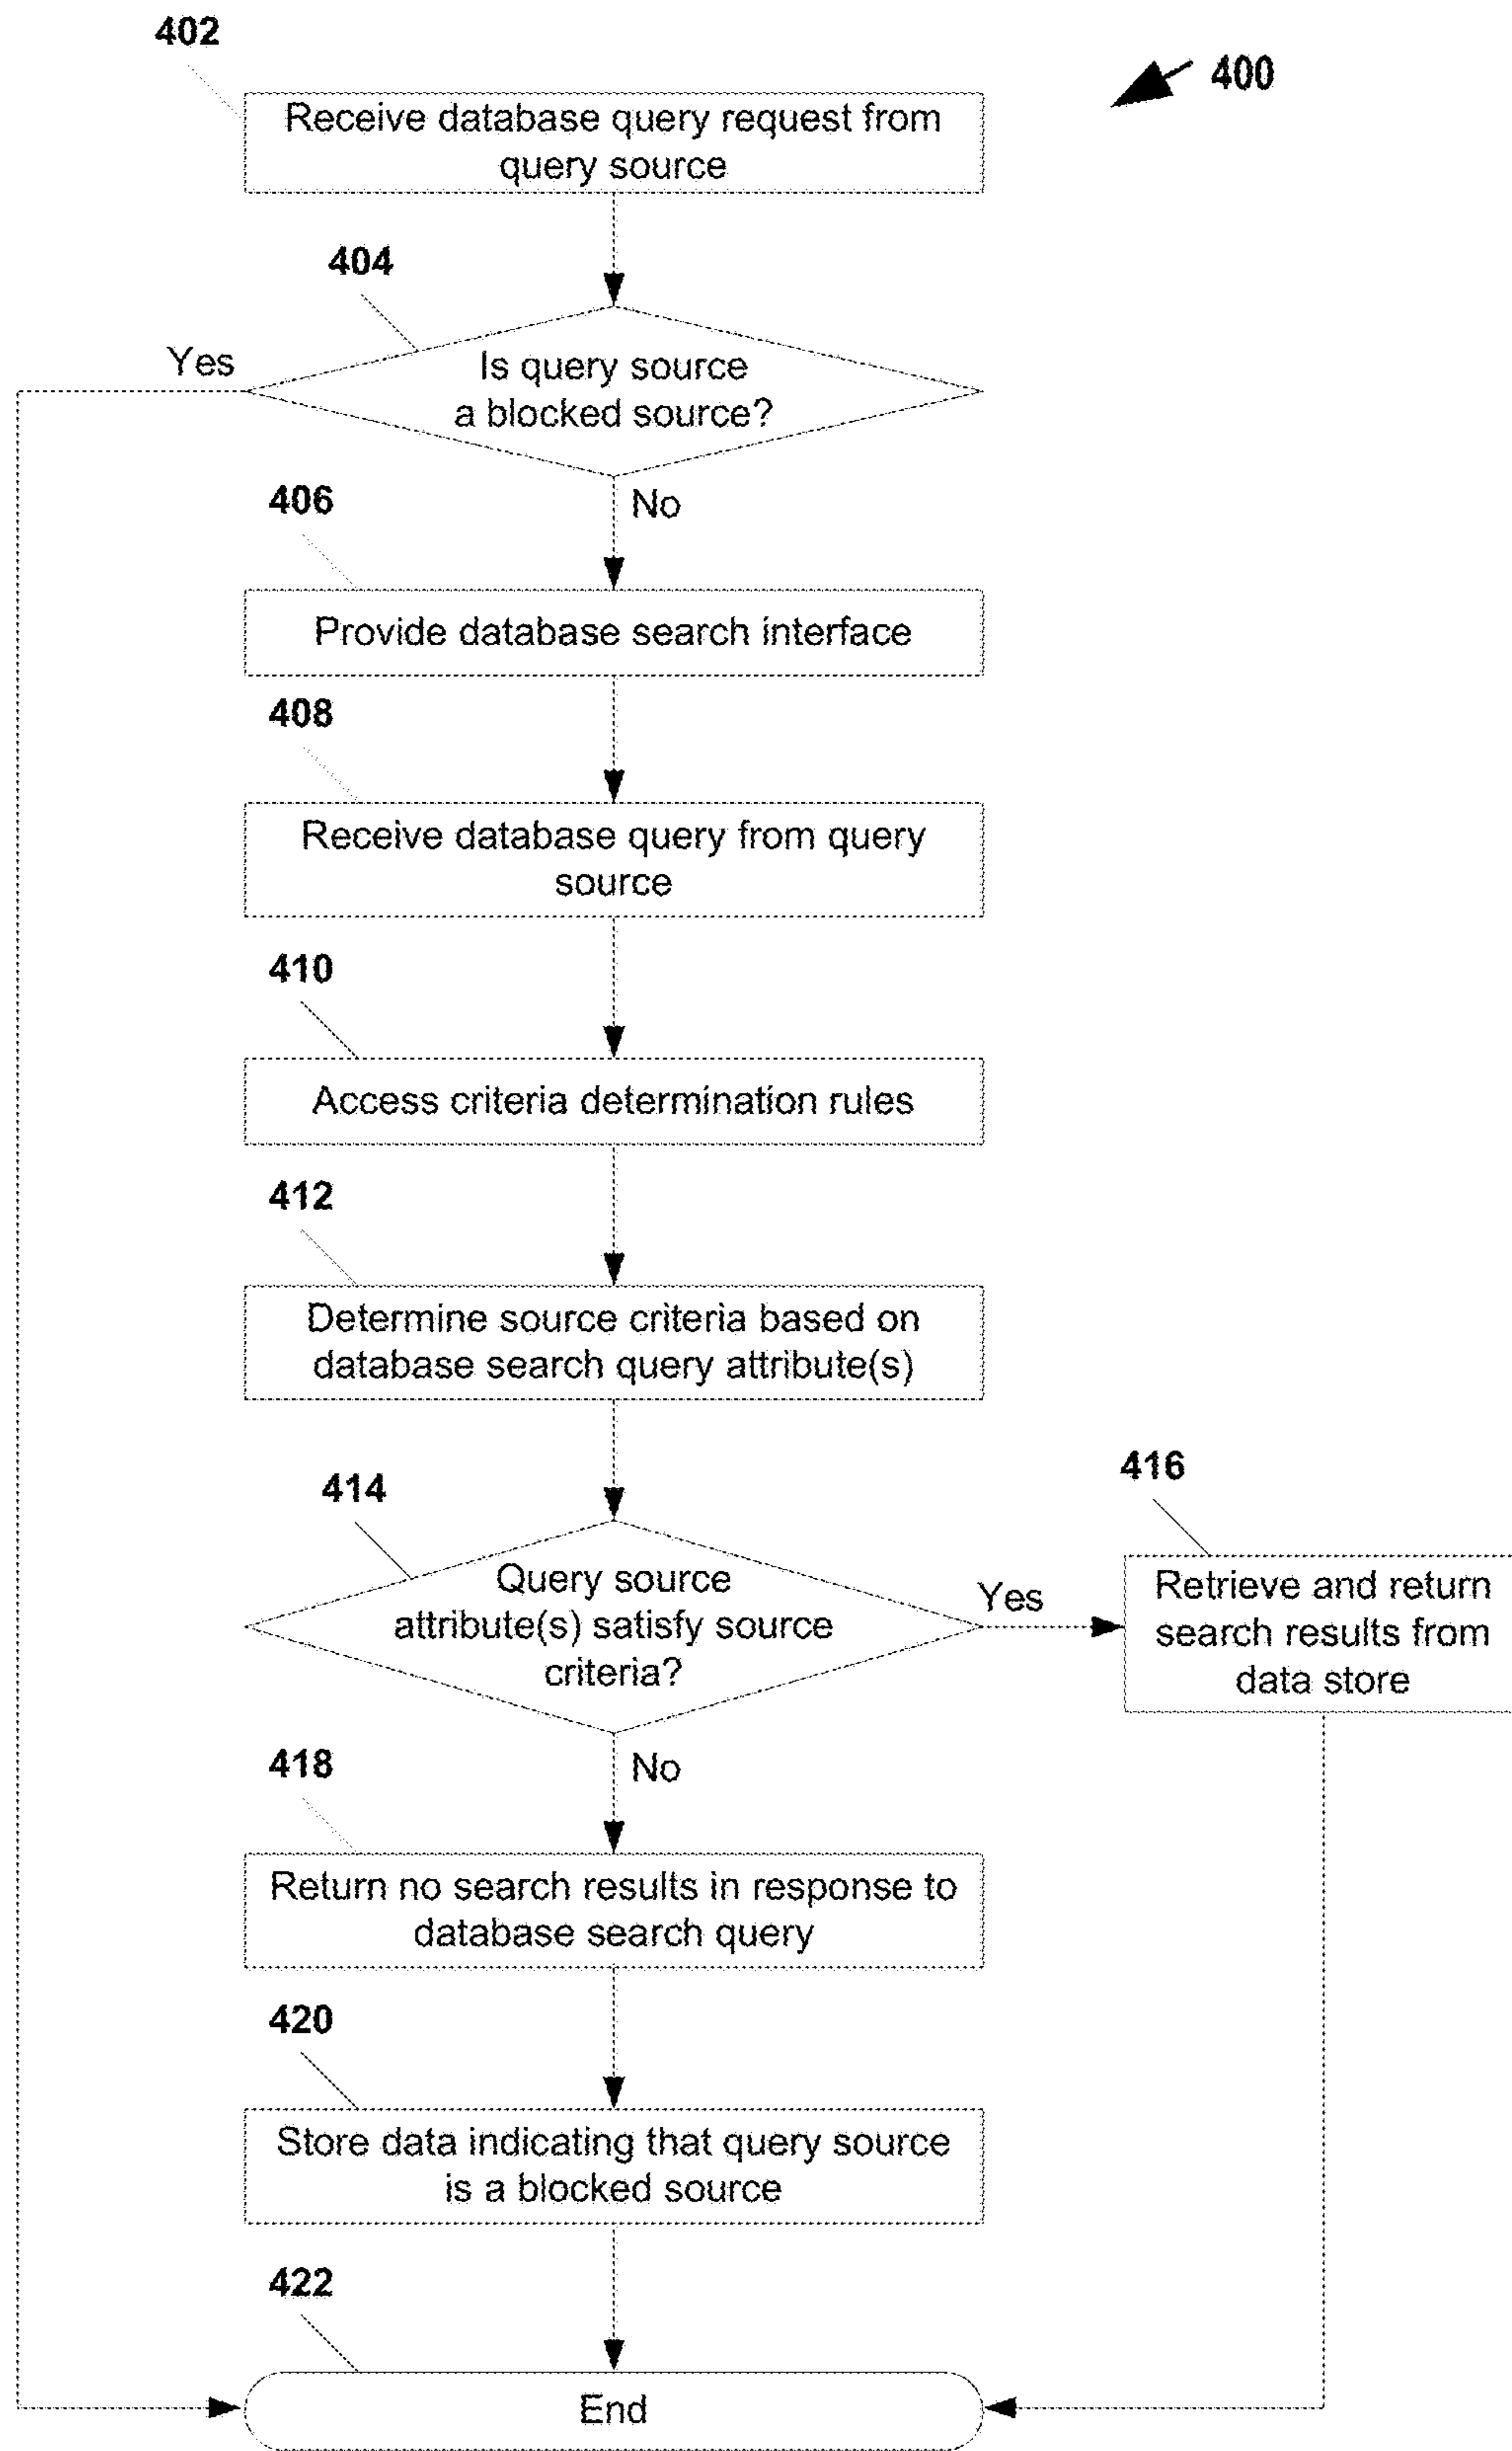 402
400
Receive database query request from
query source
404
Yes
Is query source
a blocked source?
No
406
Provide database search interface
408
Receive database query from query
source
410
Access criteria determination rules
412
Determine source criteria based on
database search query attribute(s)
414
416
Query source
attribute(s) satisfy source
criteria?
Yes
Retrieve and return
search results from
data store
No
418
Return no search results in response to
database search query
420
Store data indicating that query source
is a blocked source
422
End